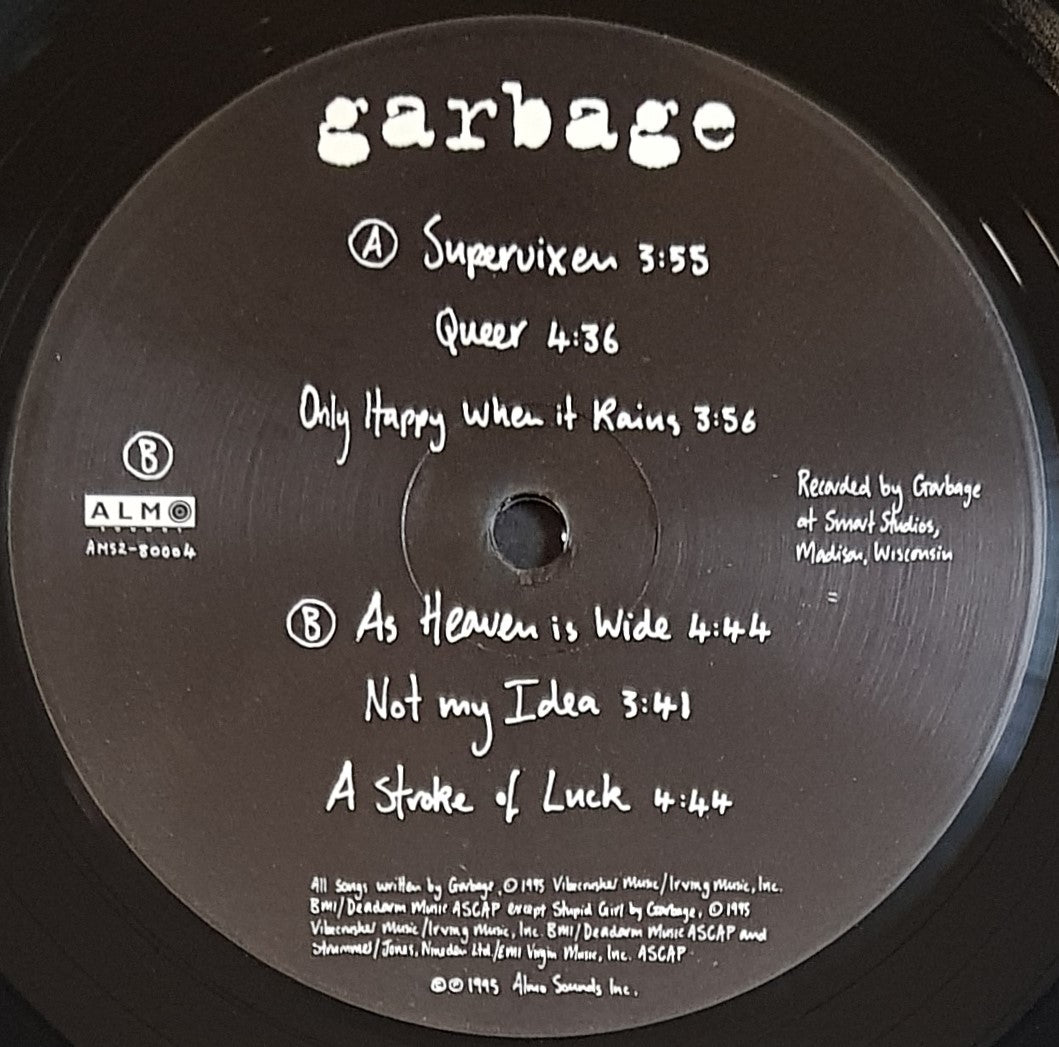 garbage
Ⓐ Supervixen 3:55
Queer 4:36
Only Happy When it Rains 3:56
Ⓑ
ALMO
SOUNDS
AMS2-80004
Recorded by Garbage
at Smart Studios,
Madison, Wisconsin
Ⓑ As Heaven is Wide 4:44
Not my Idea 3:41
A Stroke of Luck 4:44
All songs written by Garbage, © 1995 Vibecrusher Music/Irving Music, Inc.
BMI/Deadarm Music ASCAP except Stupid Girl by Garbage, © 1995
Vibecrusher Music/Irving Music, Inc. BMI/Deadarm Music ASCAP and
Strummer/Jones, Nineden Ltd./EMI Virgin Music, Inc. ASCAP
©℗ 1995 Almo Sounds Inc.